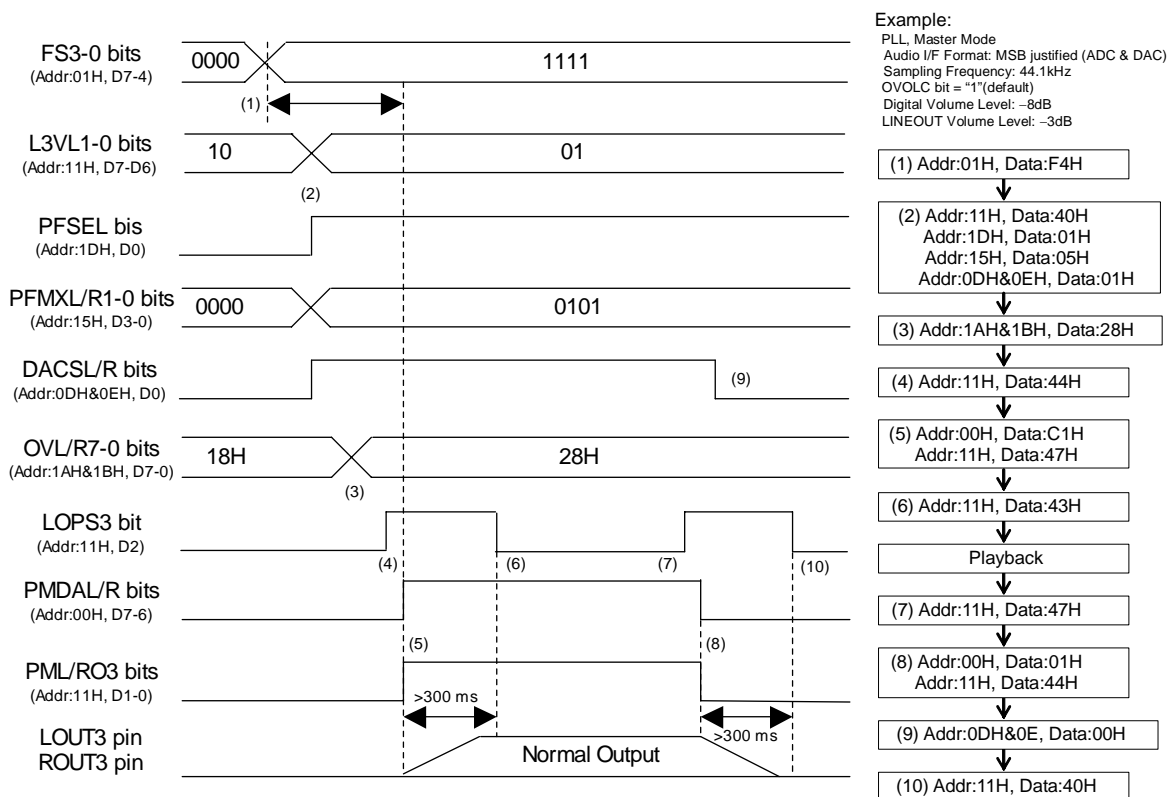 FS3-0 bits
(Addr:01H, D7-4)
0000
1111
(1)
L3VL1-0 bits
(Addr:11H, D7-D6)
10
01
(2)
PFSEL bis
(Addr:1DH, D0)
PFMXL/R1-0 bits
(Addr:15H, D3-0)
0000
0101
DACSL/R bits
(Addr:0DH&0EH, D0)
(9)
OVL/R7-0 bits
(Addr:1AH&1BH, D7-0)
18H
28H
(3)
LOPS3 bit
(Addr:11H, D2)
(4)
(6)
(7)
(10)
PMDAL/R bits
(Addr:00H, D7-6)
(5)
(8)
PML/RO3 bits
(Addr:11H, D1-0)
>300 ms
>300 ms
LOUT3 pin
ROUT3 pin
Normal Output
Example:
PLL, Master Mode
Audio I/F Format: MSB justified (ADC & DAC)
Sampling Frequency: 44.1kHz
OVOLC bit = “1”(default)
Digital Volume Level: −8dB
LINEOUT Volume Level: −3dB
(1) Addr:01H, Data:F4H
(2) Addr:11H, Data:40H
Addr:1DH, Data:01H
Addr:15H, Data:05H
Addr:0DH&0EH, Data:01H
(3) Addr:1AH&1BH, Data:28H
(4) Addr:11H, Data:44H
(5) Addr:00H, Data:C1H
Addr:11H, Data:47H
(6) Addr:11H, Data:43H
Playback
(7) Addr:11H, Data:47H
(8) Addr:00H, Data:01H
Addr:11H, Data:44H
(9) Addr:0DH&0E, Data:00H
(10) Addr:11H, Data:40H